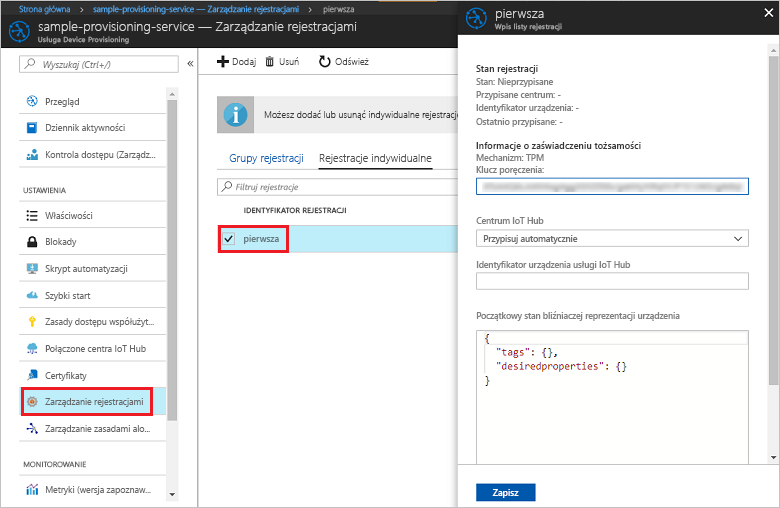 Strona główna > sample-provisioning-service — Zarządzanie rejestracjami > pierwsza
sample-provisioning-service — Zarządzanie rejestracjami
Usługa Device Provisioning
Wyszukaj (Ctrl+/)
Przegląd
Dziennik aktywności
Kontrola dostępu (Zarządz...
USTAWIENIA
Właściwości
Blokady
Skrypt automatyzacji
Szybki start
Zasady dostępu współużyt...
Połączone centra IoT Hub
Certyfikaty
Zarządzanie rejestracjami
Zarządzanie zasadami alo...
MONITOROWANIE
Metryki (wersja zapoznaw...
Dodaj
Usuń
Odśwież
Możesz dodać lub usunąć indywidualne rejestracje
Grupy rejestracji
Rejestracje indywidualne
Filtruj rejestracje
IDENTYFIKATOR REJESTRACJI
pierwsza
pierwsza
Wpis listy rejestracji
Stan rejestracji
Stan: Nieprzypisane
Przypisane centrum: -
Identyfikator urządzenia: -
Ostatnio przypisane: -
Informacje o zaświadczeniu tożsamości
Mechanizm: TPM
Klucz poręczenia:
Centrum IoT Hub
Przypisuj automatycznie
Identyfikator urządzenia usługi IoT Hub
Początkowy stan bliźniaczej reprezentacji urządzenia
{
"tags": {},
"desiredproperties": {}
}
Zapisz